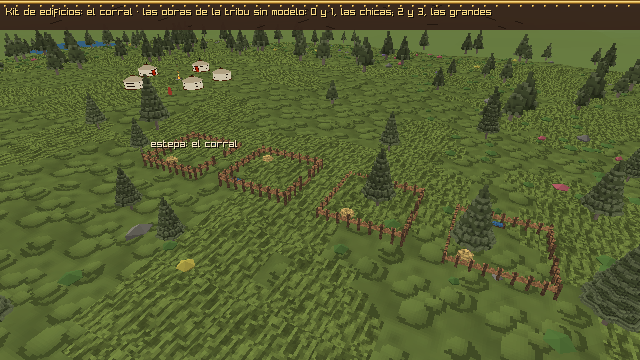 Kit de edificios: el corral · las obras de la tribu sin modelo: 0 y 1, las chicas; 2 y 3, las grandes
estepa: el corral